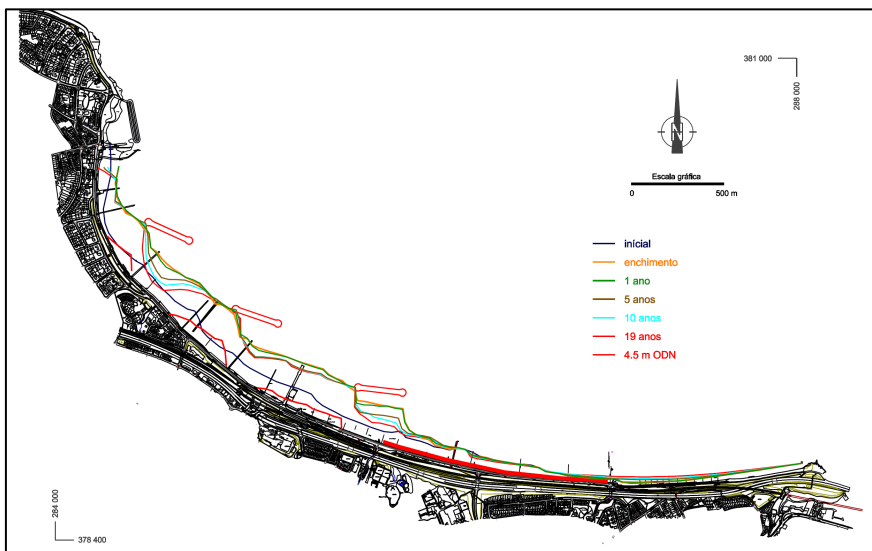 381 000
288 000
N
Escala gráfica
0 500 m
inícial
enchimento
1 ano
5 anos
10 anos
19 anos
4.5 m ODN
284 000
378 400